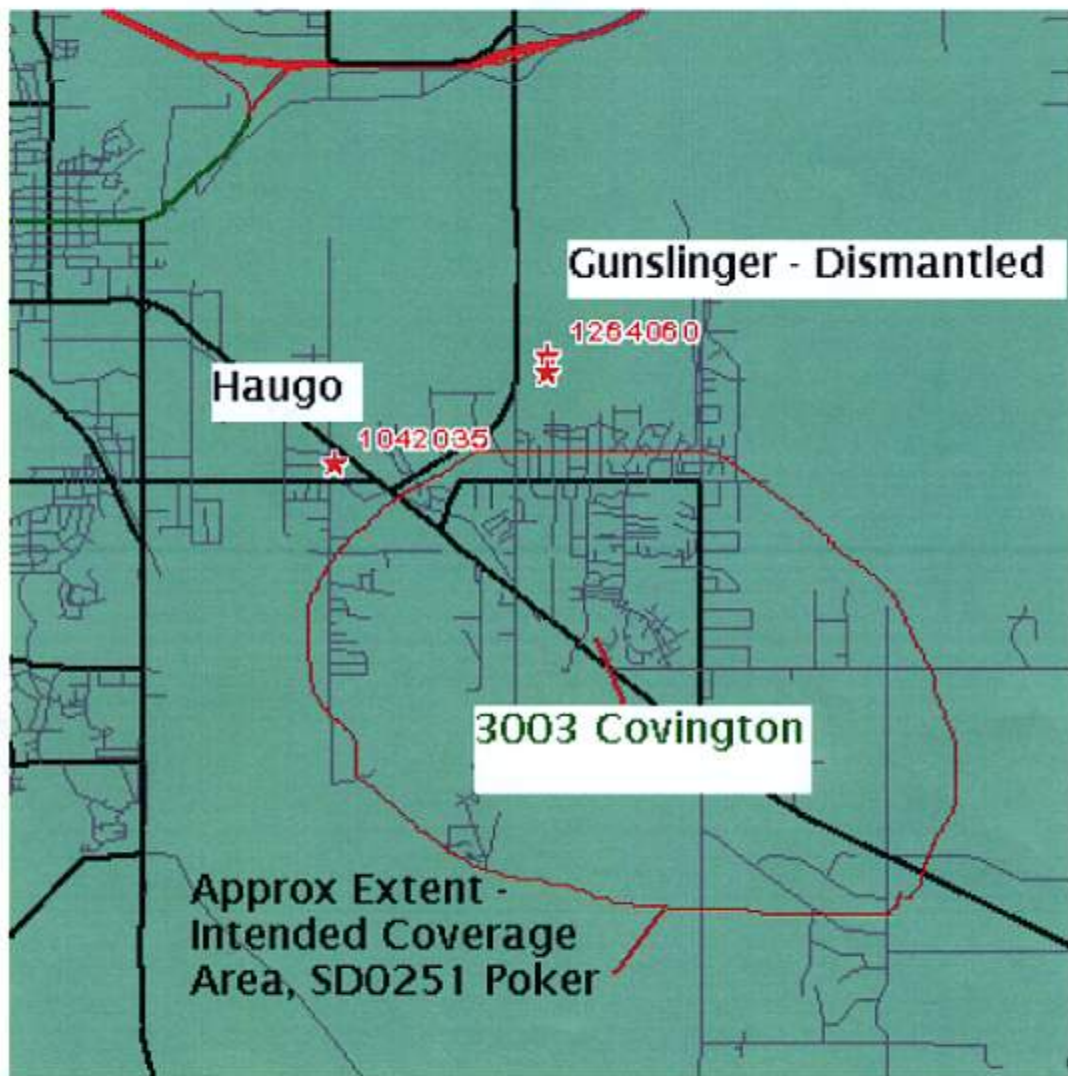 Gunslinger - Dismantled
1264060
Haugo
1042035
3003 Covington
Approx Extent -
Intended Coverage
Area, SD0251 Poker